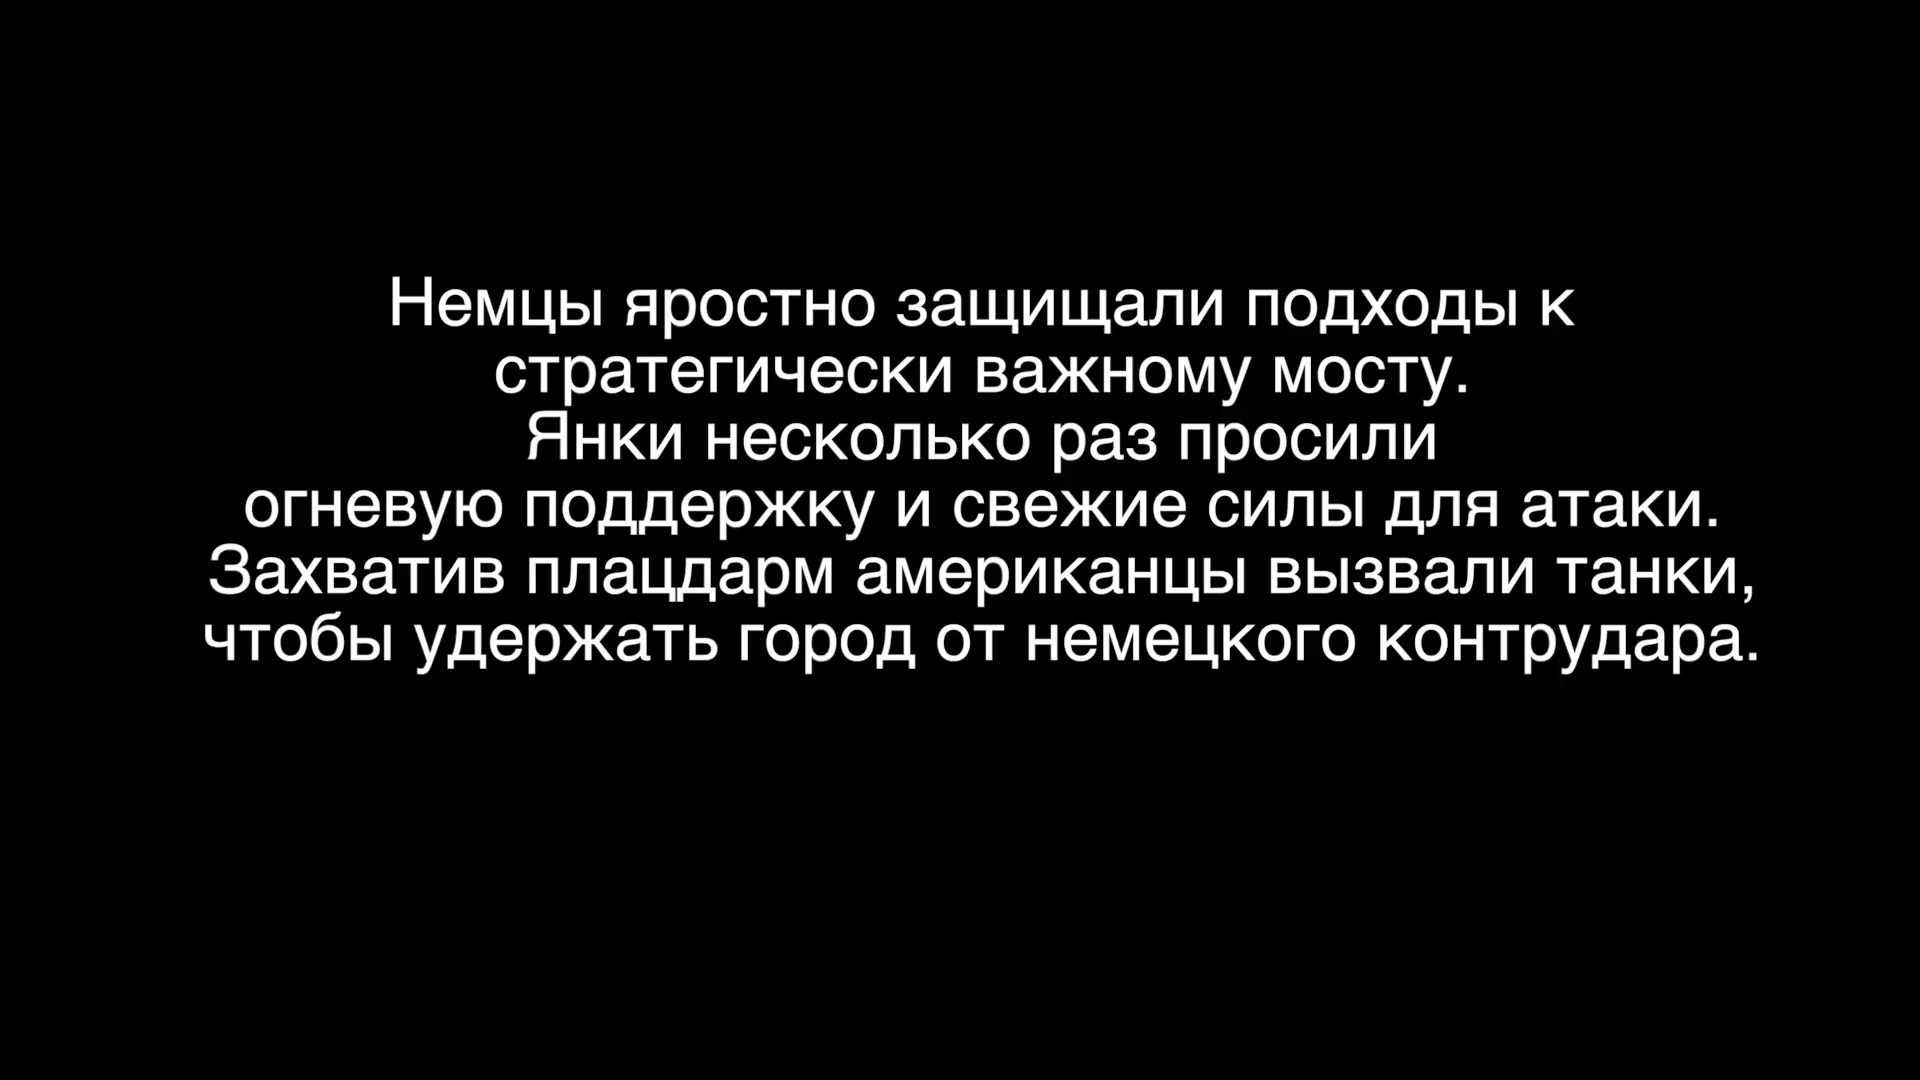 Немцы яростно защищали подходы к
стратегически важному мосту.
Янки несколько раз просили
огневую поддержку и свежие силы для атаки.
Захватив плацдарм американцы вызвали танки,
чтобы удержать город от немецкого контрудара.